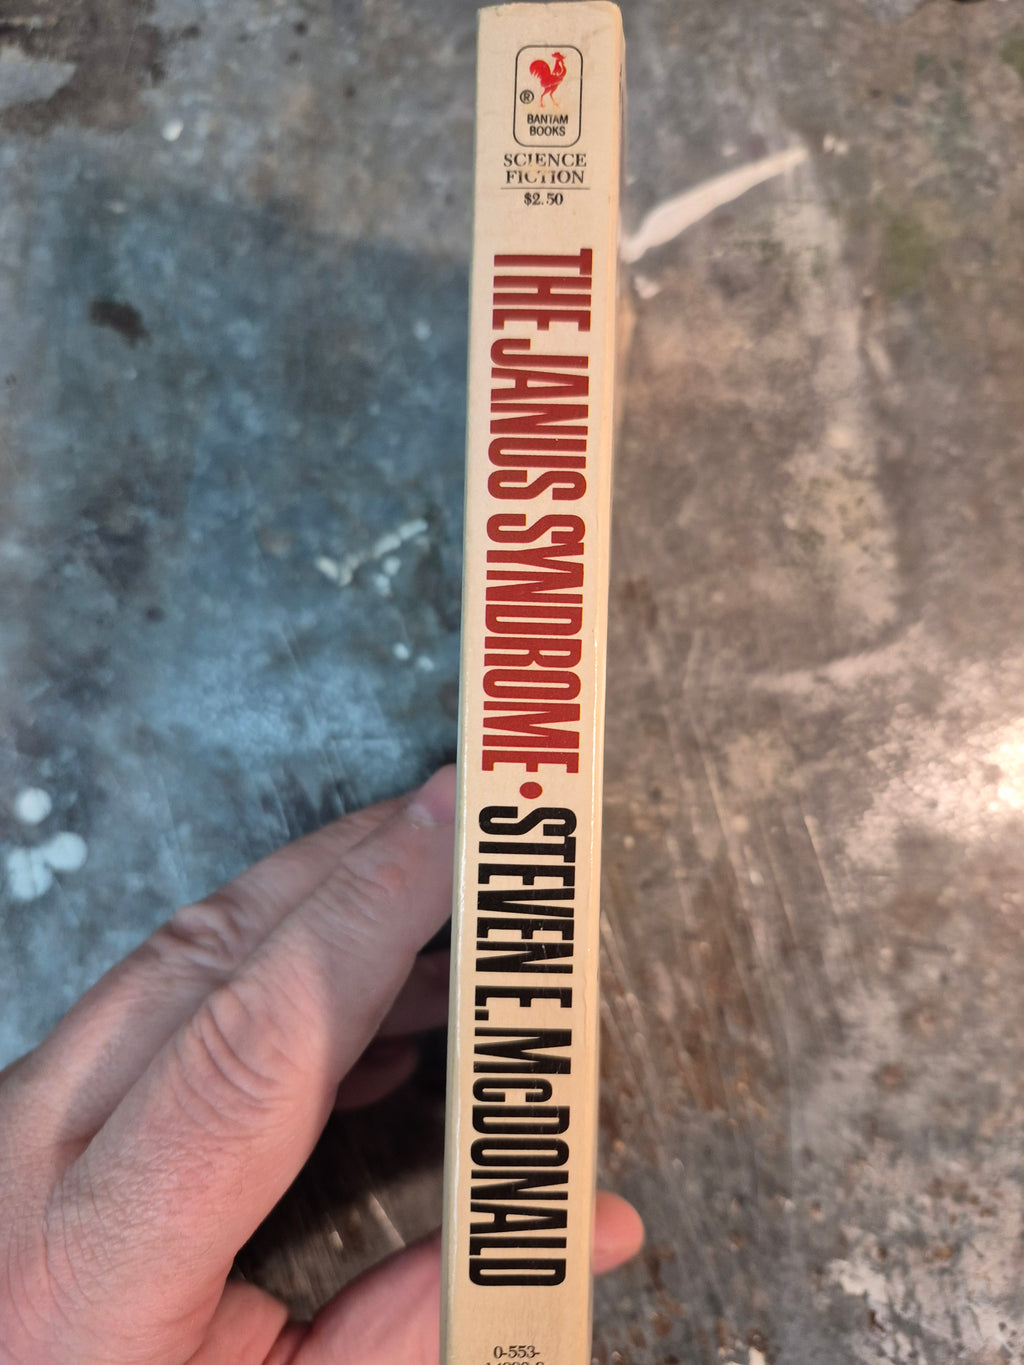 ®
BANTAM
BOOKS
SCIENCE
FICTION
$2.50
THE JANUS SYNDROME • STEVEN E. McDONALD
0-553-